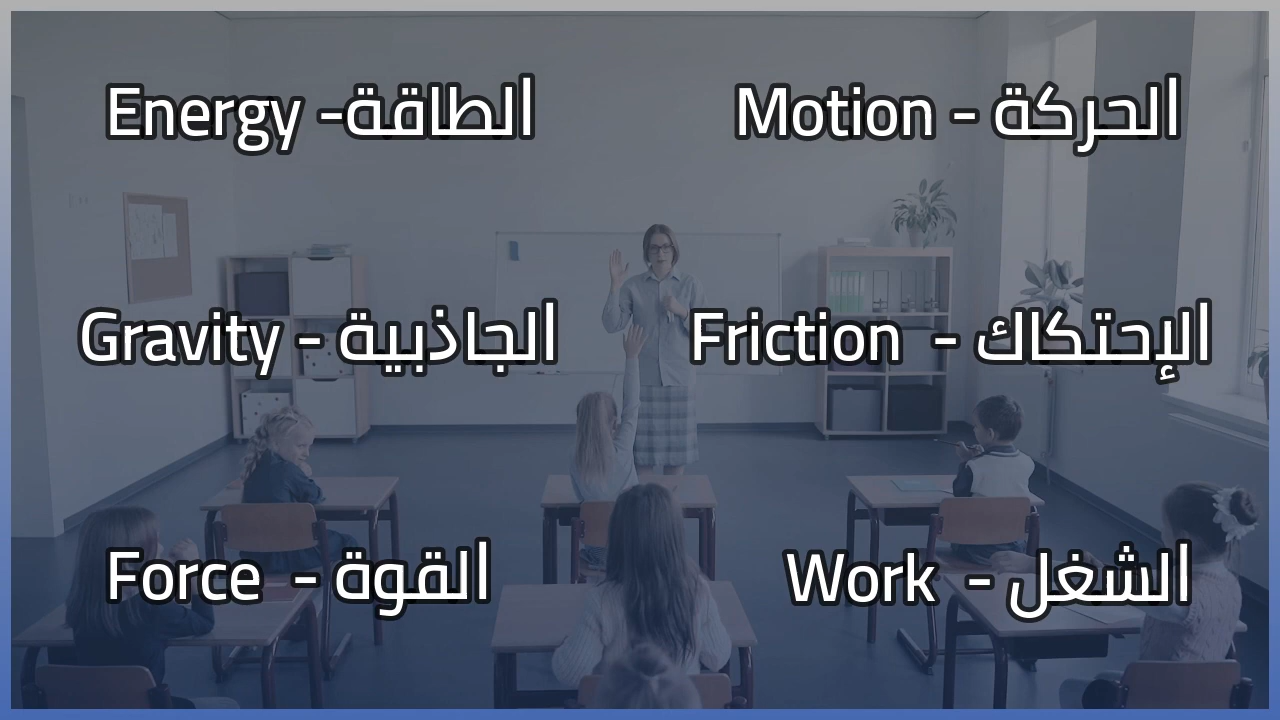 Energy -الطاقة
Motion - الحركة
Gravity - الجاذبية
Friction - الإحتكاك
Force - القوة
Work - الشغل